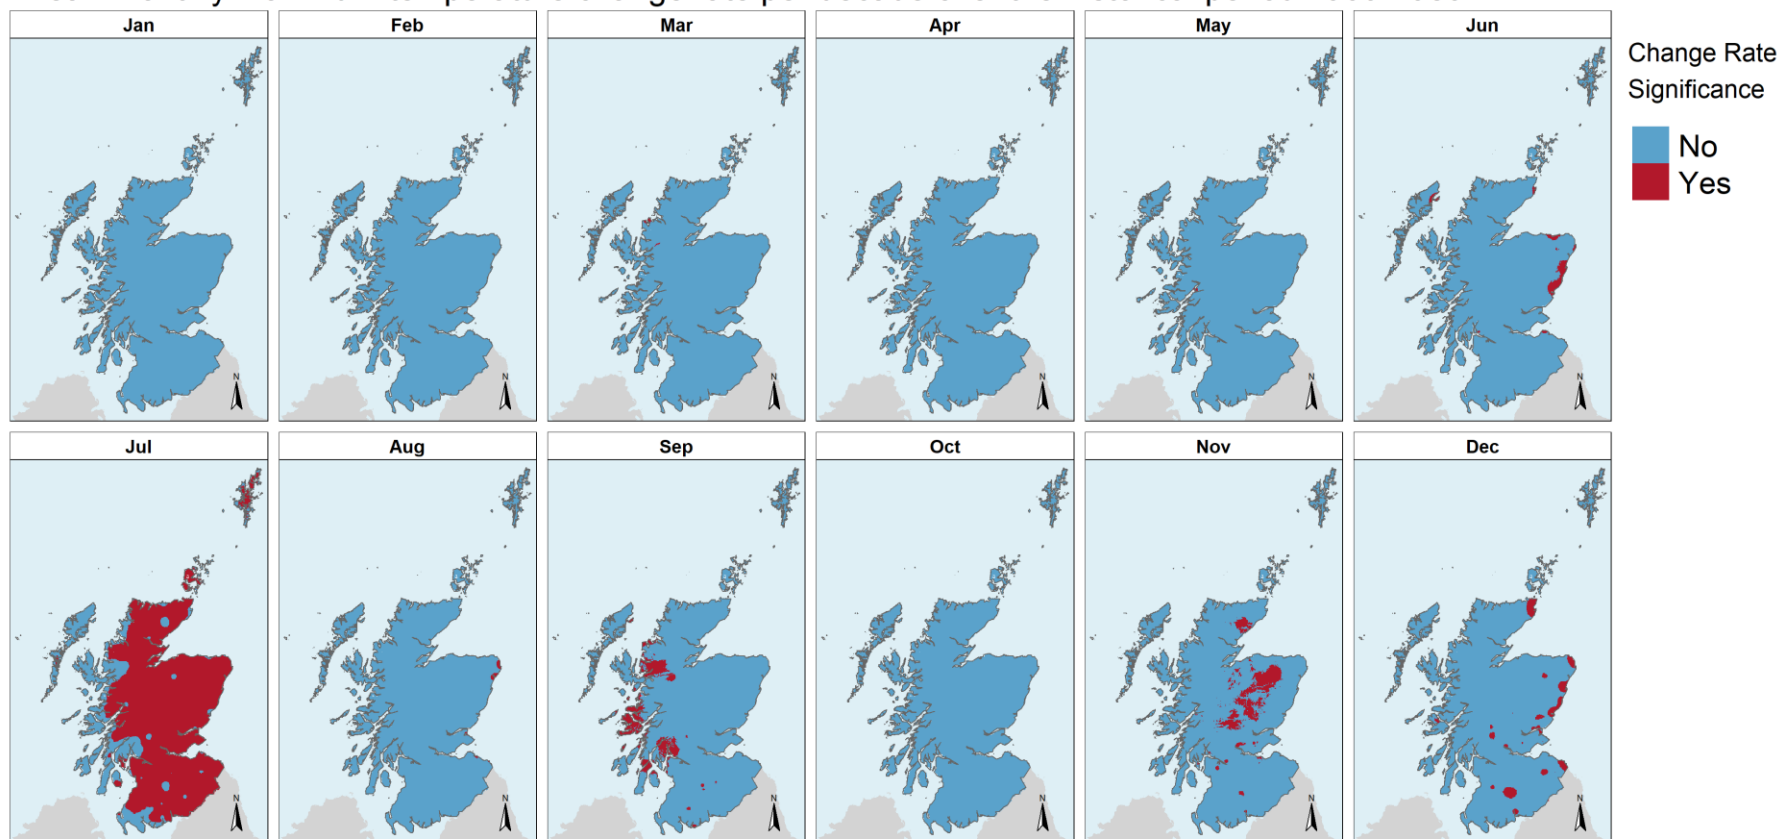 Jan
Feb
Mar
Apr
May
Jun
Change Rate
Significance
No
Yes
N
N
N
N
N
N
Jul
Aug
Sep
Oct
Nov
Dec
N
N
N
N
N
N